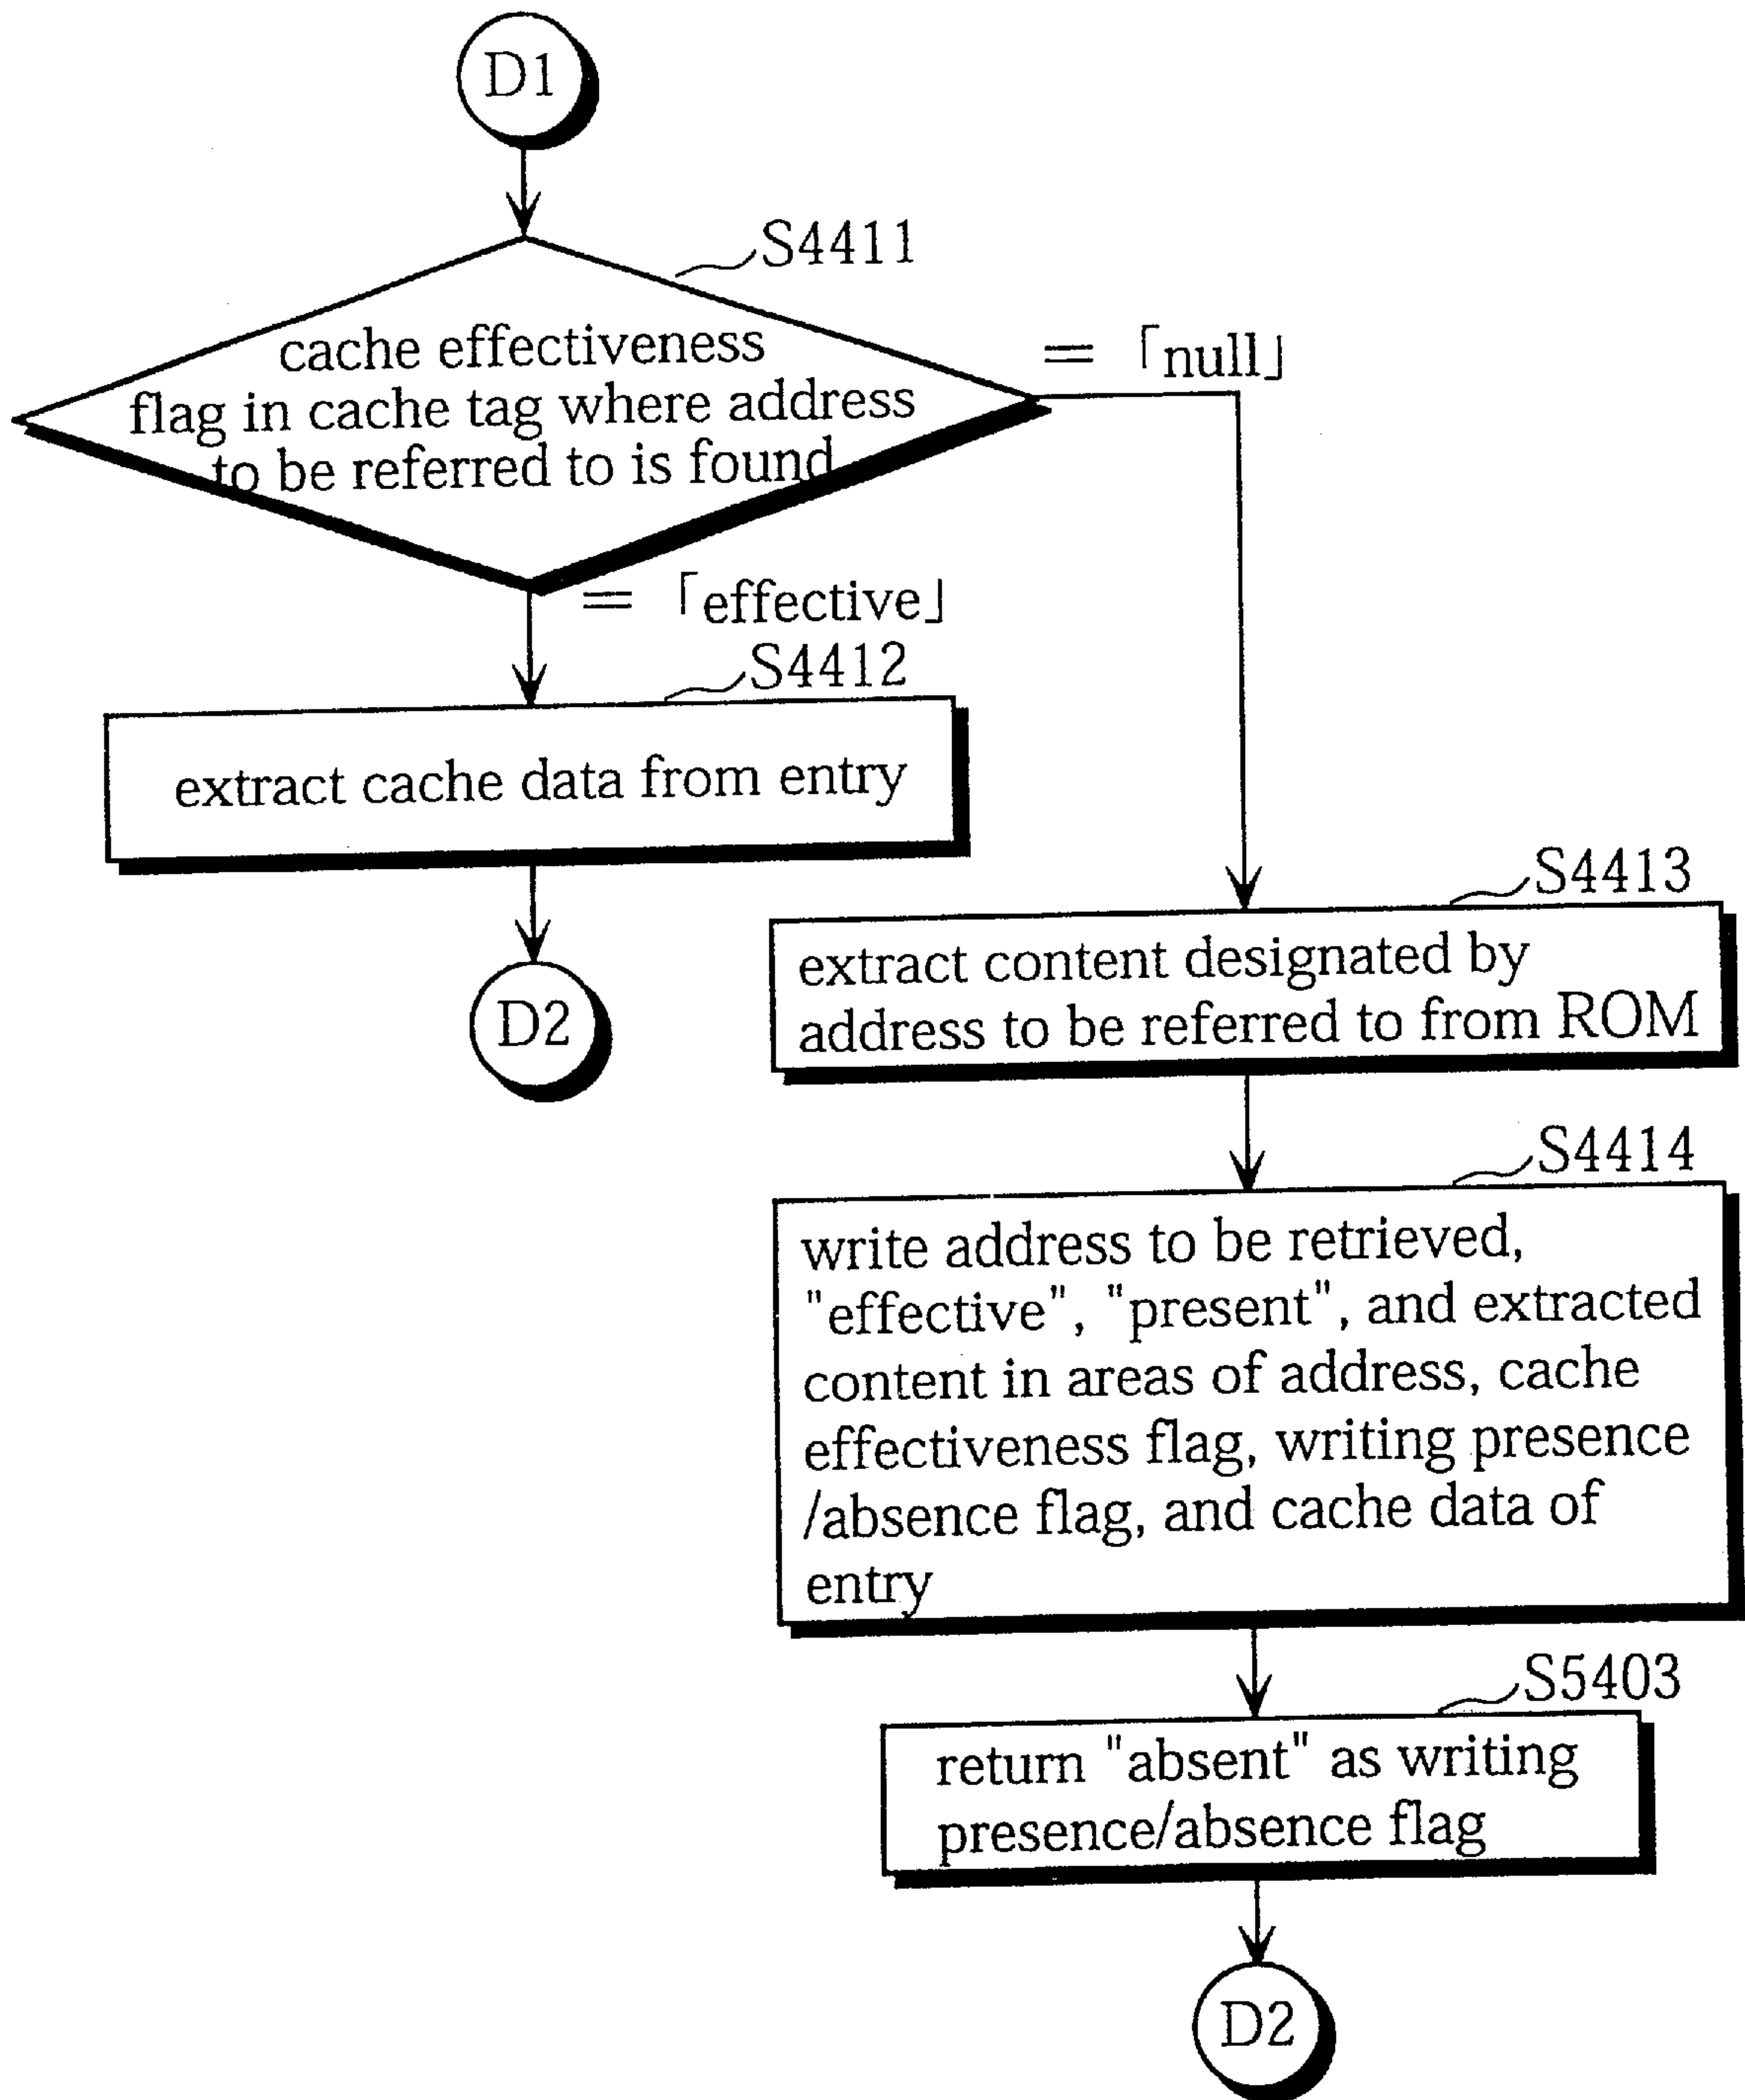 D1
S4411
cache effectiveness
flag in cache tag where address
to be referred to is found
= 「null」
= 「effective」
S4412
extract cache data from entry
D2
S4413
extract content designated by
address to be referred to from ROM
S4414
write address to be retrieved,
"effective", "present", and extracted
content in areas of address, cache
effectiveness flag, writing presence
/absence flag, and cache data of
entry
S5403
return "absent" as writing
presence/absence flag
D2